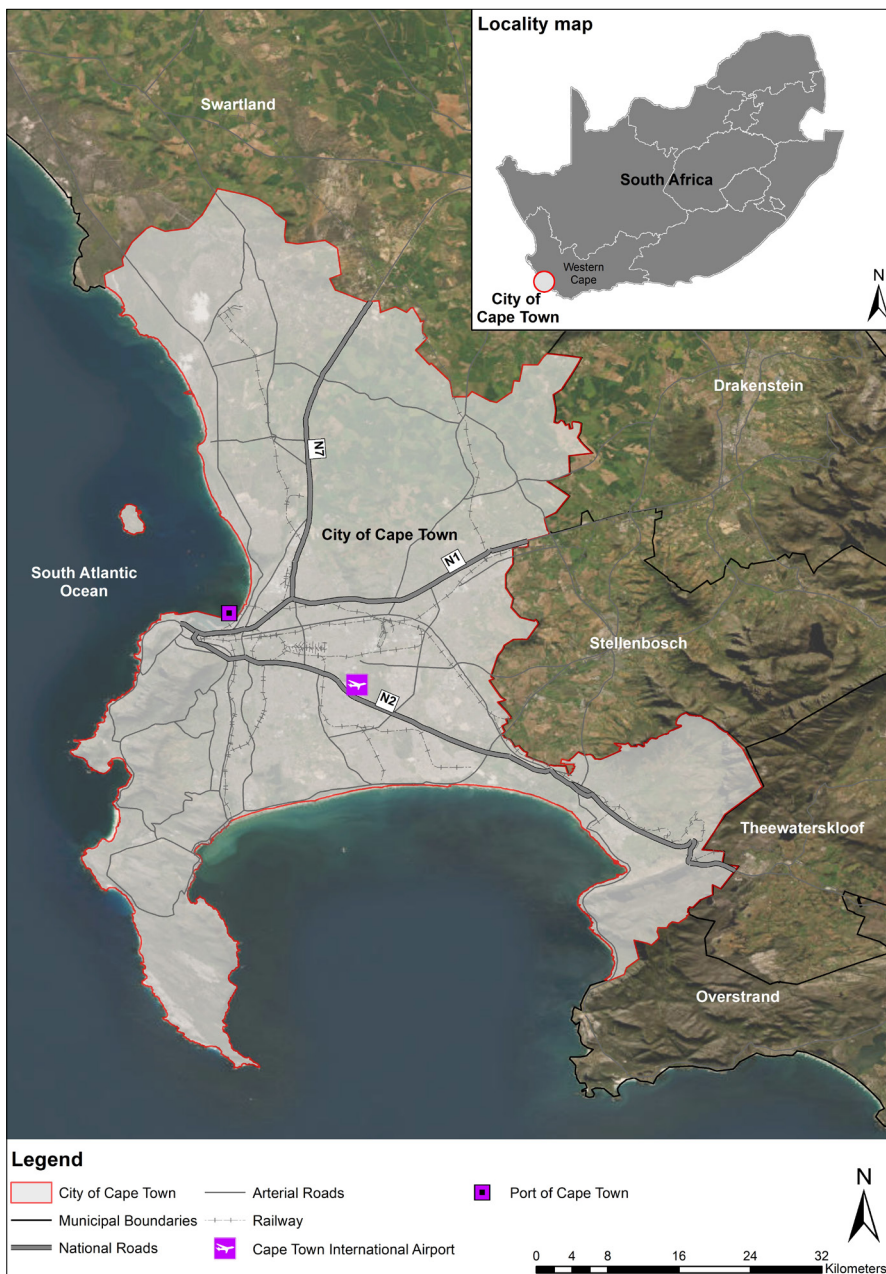 Locality map
South Africa
Western
Cape
City of
Cape Town
N
Swartland
Drakenstein
N7
City of Cape Town
N1
South Atlantic
Ocean
Stellenbosch
N2
Theewaterskloof
Overstrand
Legend
City of Cape Town
Arterial Roads
Port of Cape Town
Municipal Boundaries
Railway
National Roads
Cape Town International Airport
N
0 2 4 8 16 24 32
Kilometers